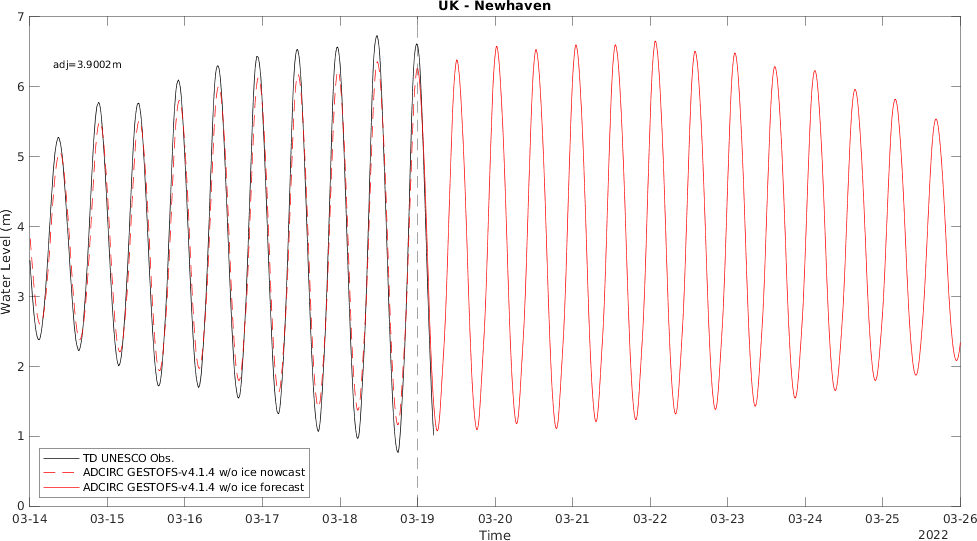 UK - Newhaven
7
6
5
4
3
2
1
0
Water Level (m)
adj=3.9002m
TD UNESCO Obs.
ADCIRC GESTOFS-v4.1.4 w/o ice nowcast
ADCIRC GESTOFS-v4.1.4 w/o ice forecast
03-14 03-15 03-16 03-17 03-18 03-19 03-20 03-21 03-22 03-23 03-24 03-25 03-26
Time
2022